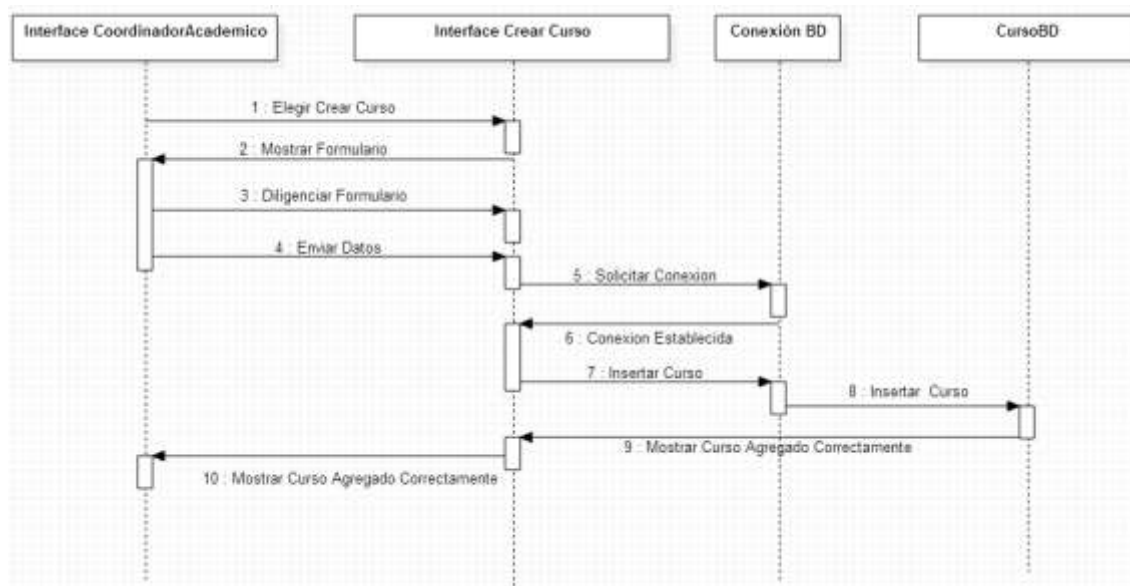 Interface CoordinadorAcademico
Interface Crear Curso
Conexión BD
CursoBD
1 : Elegir Crear Curso
2 : Mostrar Formulario
3 : Diligenciar Formulario
4 : Enviar Datos
5 : Solicitar Conexion
6 : Conexion Establecida
7 : Insertar Curso
8 : Insertar Curso
9 : Mostrar Curso Agregado Correctamente
10 : Mostrar Curso Agregado Correctamente